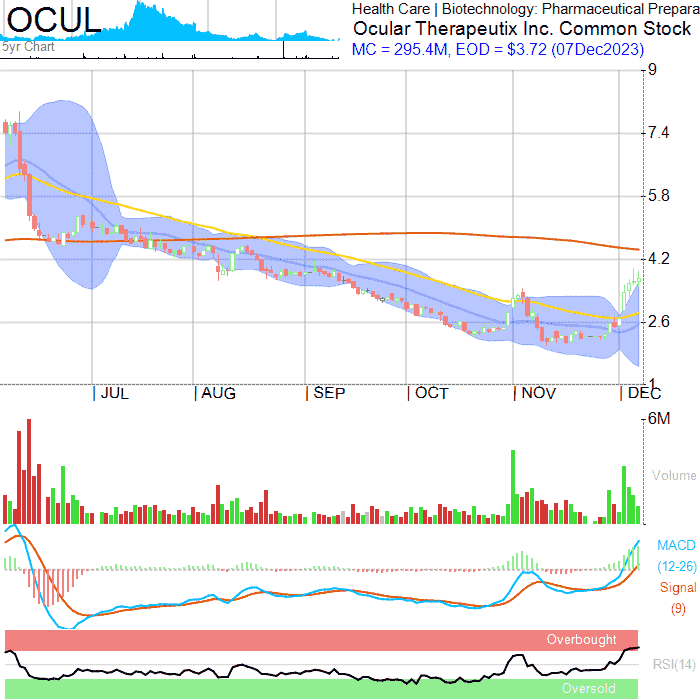 OCUL
5yr Chart
Health Care | Biotechnology: Pharmaceutical Prepara
Ocular Therapeutix Inc. Common Stock
MC = 295.4M, EOD = $3.72 (07Dec2023)
9
7.4
5.8
4.2
2.6
1
JUL AUG SEP OCT NOV DEC
6M
Volume
MACD
(12-26)
Signal
(9)
Overbought
RSI(14)
Oversold